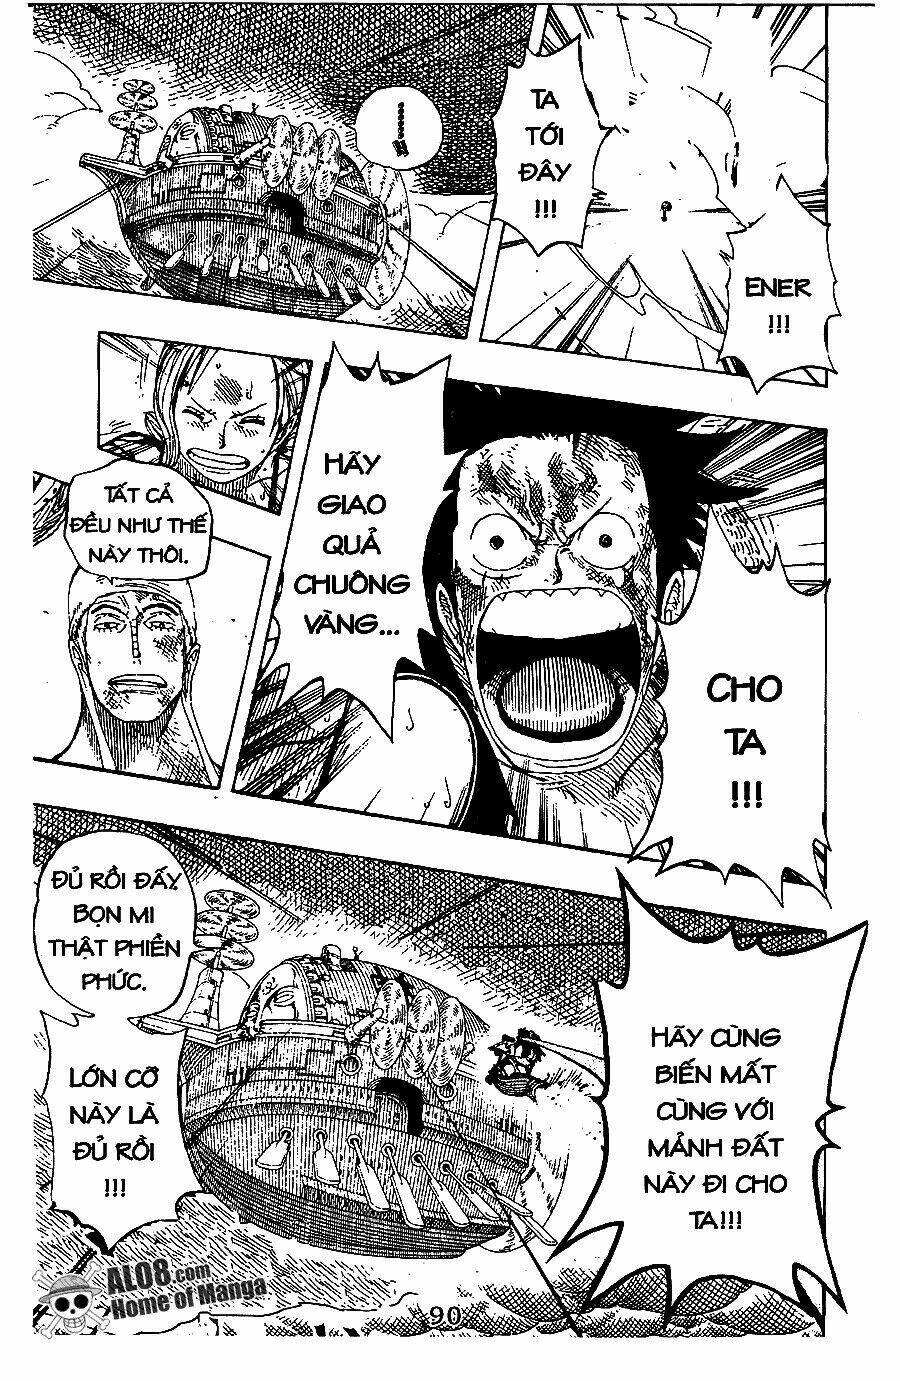 ENER
!!!
TA
TỚI
ĐÂY
!!!
HÃY
GIAO
QUẢ
CHUÔNG
VÀNG...
CHO
TA
!!!
TẤT CẢ
ĐỀU NHƯ THẾ
NÀY THÔI.
ĐỦ RỒI ĐẤY.
BỌN MI
THẬT PHIỀN
PHỨC.
LỚN CỠ
NÀY LÀ
ĐỦ RỒI
!!!
HÃY CÙNG
BIẾN MẤT
CÙNG VỚI
MẢNH ĐẤT
NÀY ĐI CHO
TA!!!
ALO8.com
Home of Manga
90